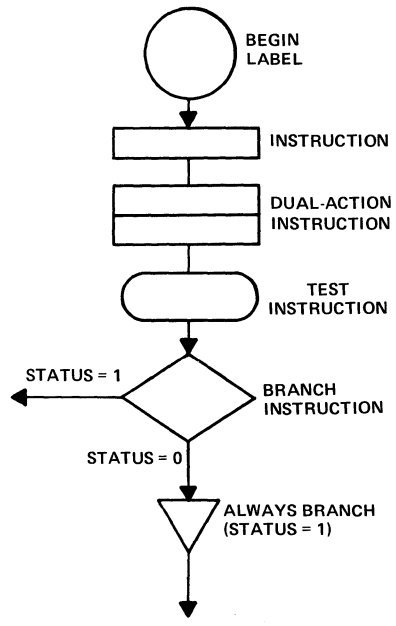 BEGIN
LABEL
INSTRUCTION
DUAL-ACTION
INSTRUCTION
TEST
INSTRUCTION
STATUS = 1
BRANCH
INSTRUCTION
STATUS = 0
ALWAYS BRANCH
(STATUS = 1)